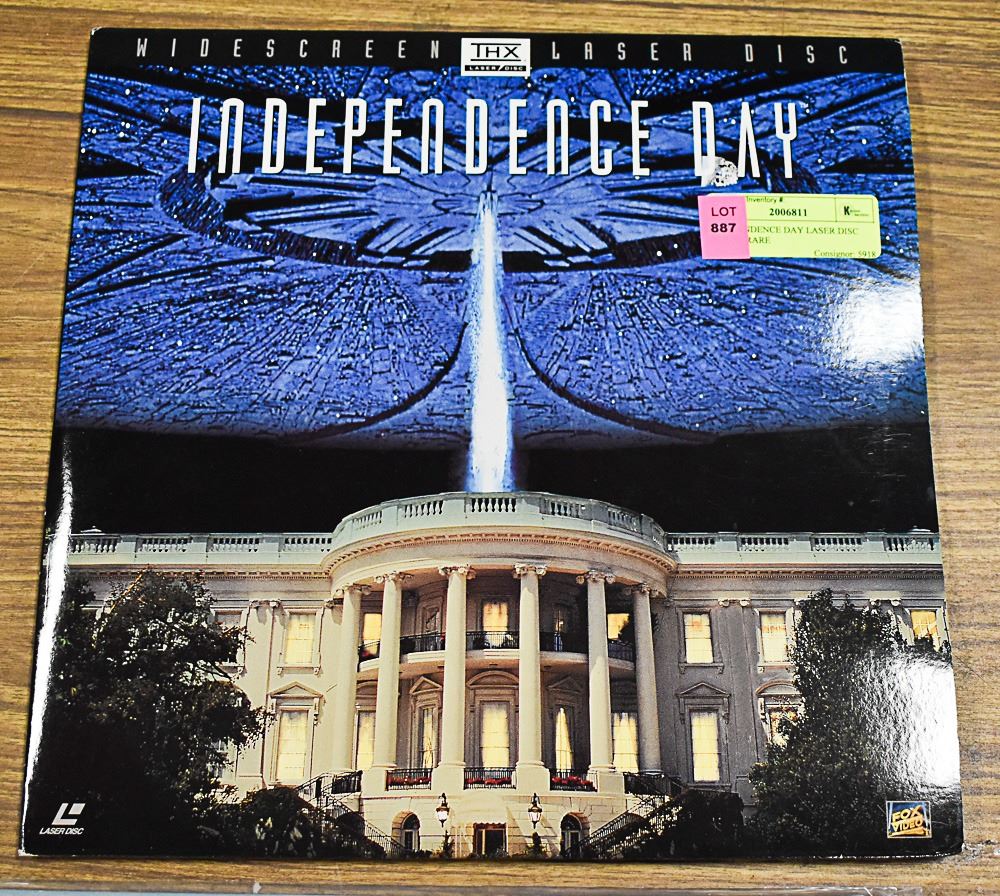 WIDESCREEN THX LASER DISC
LASER DISC
INDEPENDENCE DAY
Inventory #:
LOT 2006811 K
887
NDENCE DAY LASER DISC
RARE
Consignor: 5918
LASER DISC
FOX
VIDEO